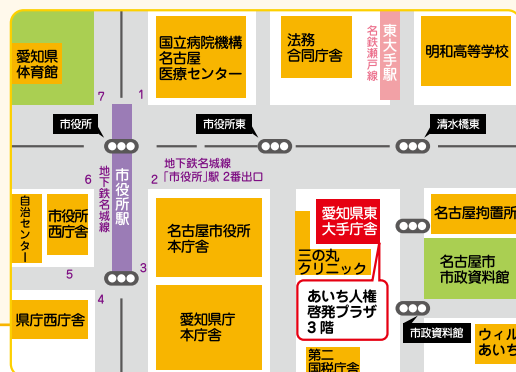 愛知県
体育館
国立病院機構
名古屋
医療センター
法務
合同庁舎
名鉄瀬戸線
東大手駅
明和高等学校
7
1
市役所
市役所東
清水橋東
地下鉄名城線
市役所駅
地下鉄名城線
「市役所」駅 2番出口
6
2
自治センター
市役所
西庁舎
名古屋市役所
本庁舎
愛知県東
大手庁舎
三の丸
クリニック
名古屋拘置所
名古屋市
市政資料館
5
3
4
あいち人権
啓発プラザ
3階
県庁西庁舎
愛知県庁
本庁舎
市政資料館
ウィル
あいち
第二
国税庁舎